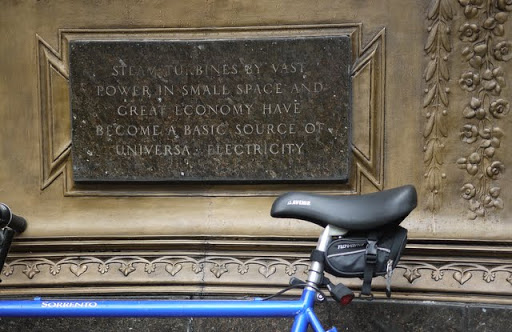 STEAM TURBINES BY VAST
POWER IN SMALL SPACE AND
GREAT ECONOMY HAVE
BECOME A BASIC SOURCE OF
UNIVERSAL ELECTRICITY
SORRENTO